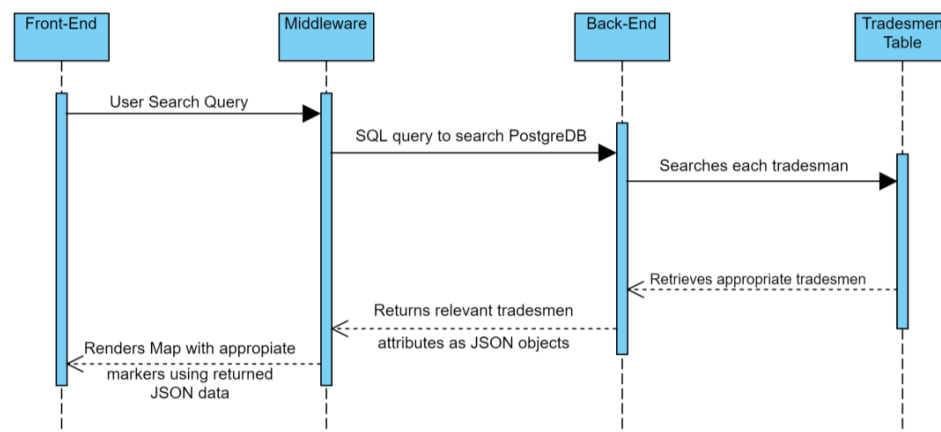 Front-End
Middleware
Back-End
Tradesmen
Table
User Search Query
SQL query to search PostgreDB
Searches each tradesman
Retrieves appropriate tradesmen
Returns relevant tradesmen
attributes as JSON objects
Renders Map with appropiate
markers using returned
JSON data